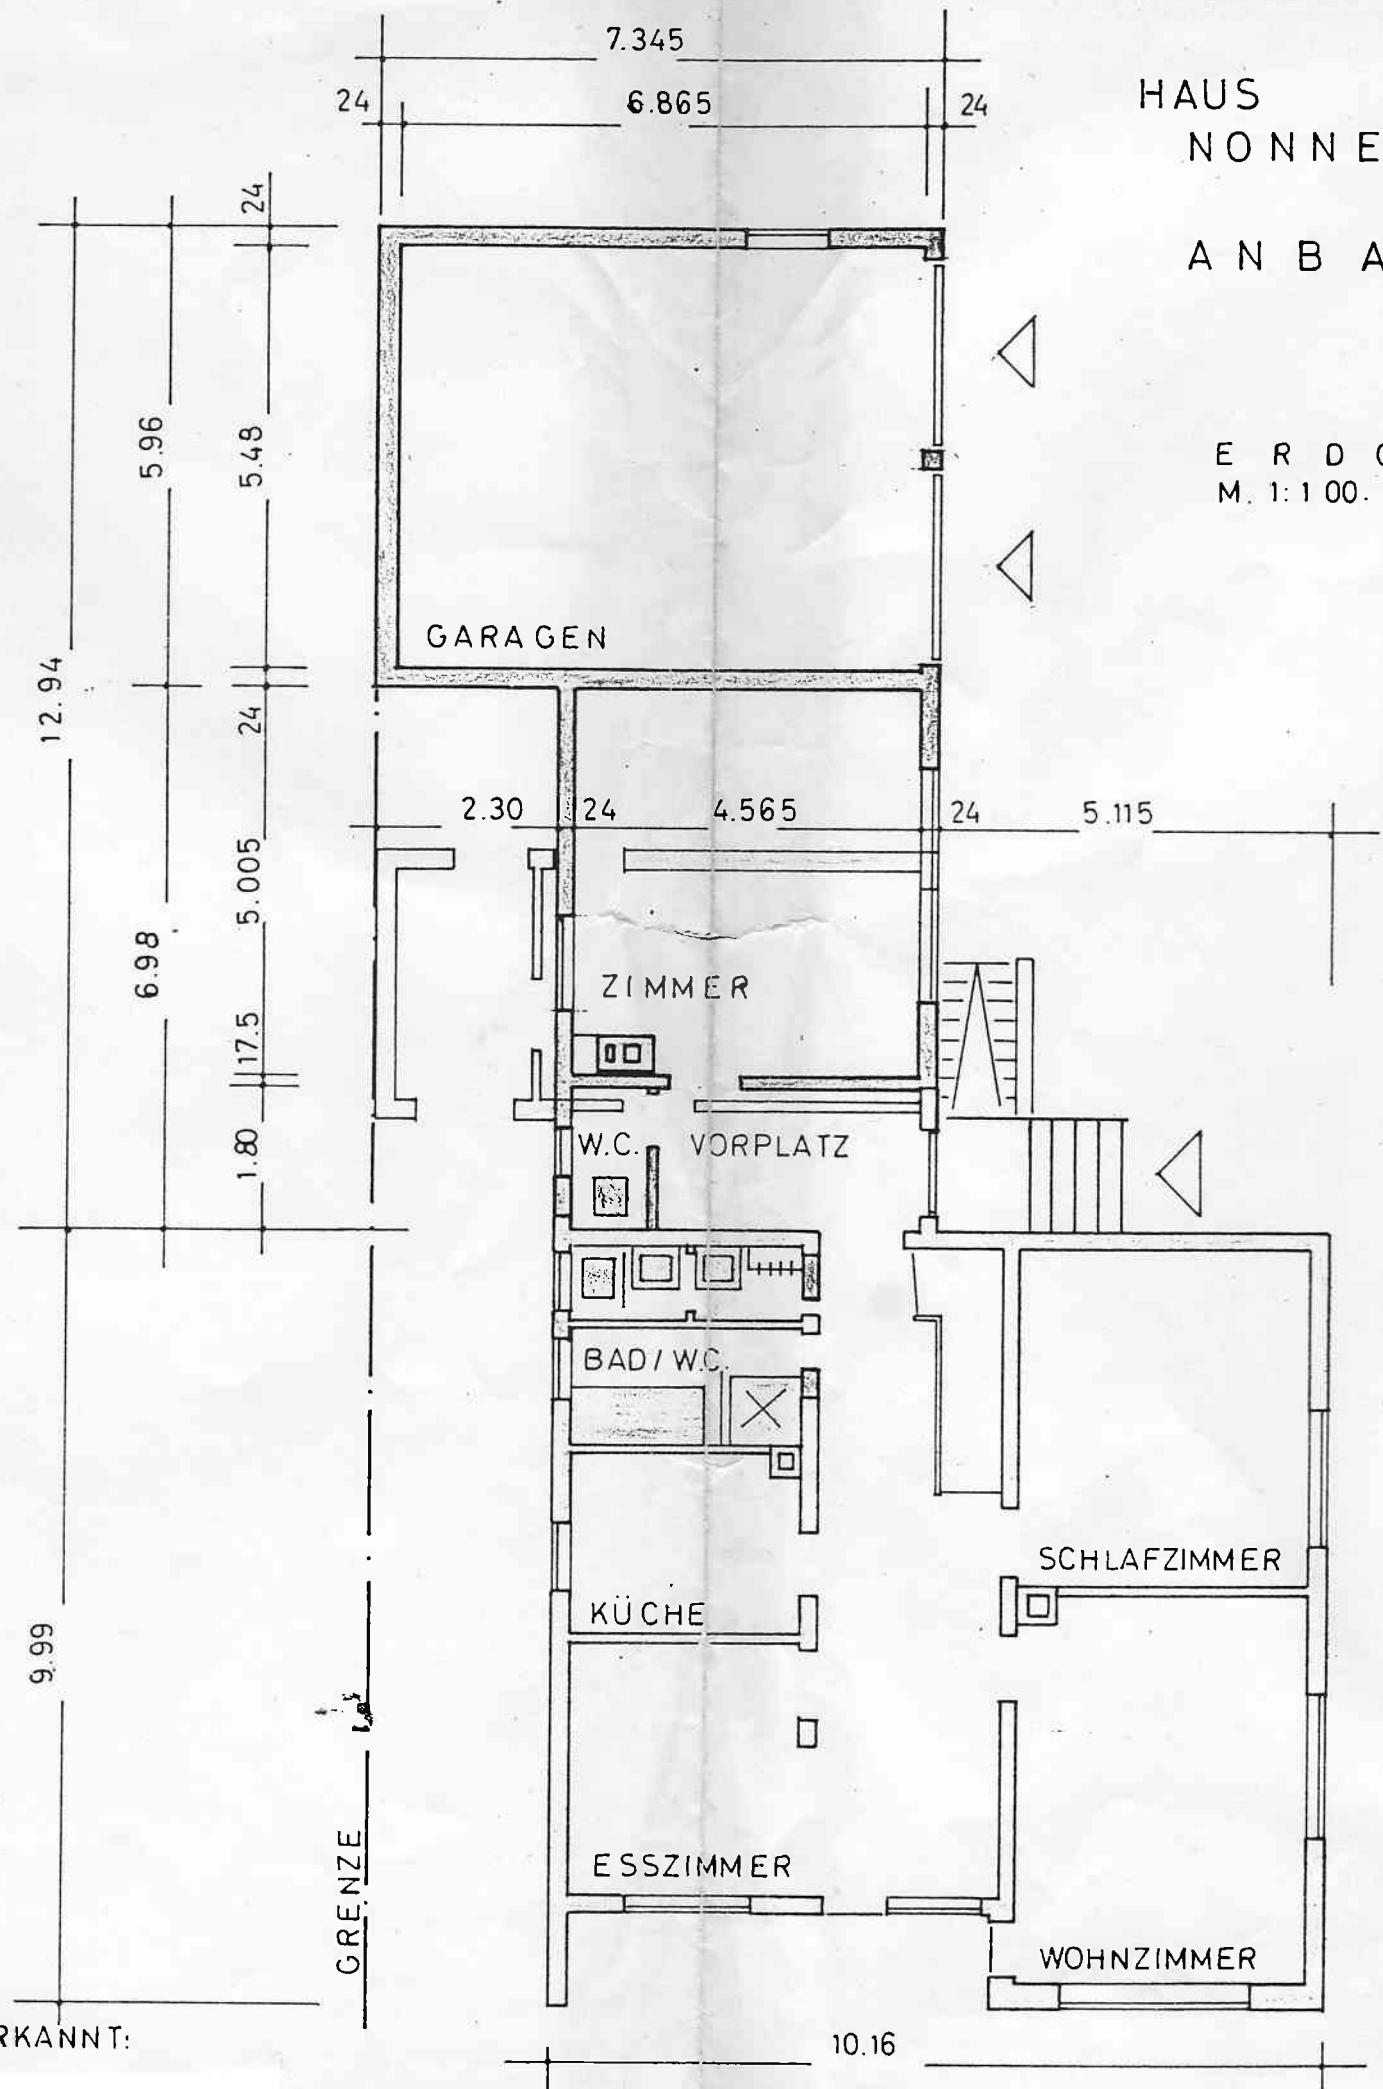 7.345
24 6.865 24
HAUS
NONNE
ANBA
ERDG
M. 1:100.
24
5.96
5.48
12.94
24
GARAGEN
2.30 24 4.565 24 5.115
5.005
6.98
17.5
1.80
ZIMMER
W.C. VORPLATZ
BAD/W.C.
SCHLAFZIMMER
KÜCHE
9.99
GRENZE
ESSZIMMER
WOHNZIMMER
RKANNT:
10.16